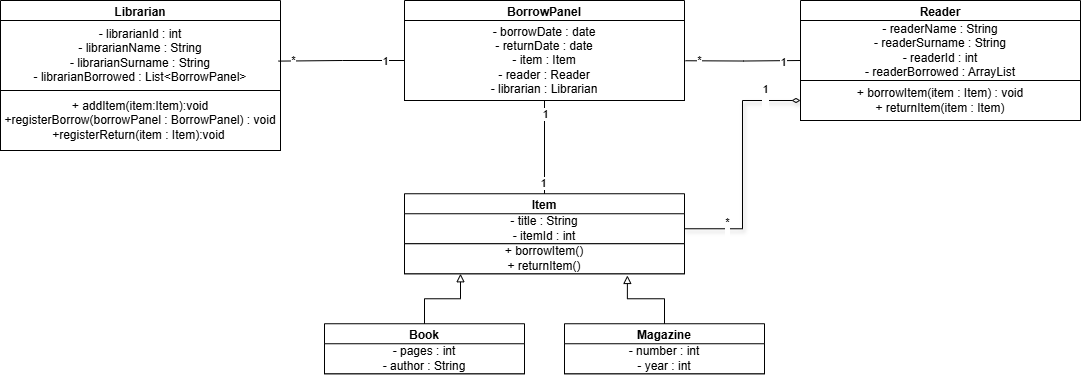 Librarian
- librarianId : int
- librarianName : String
- librarianSurname : String
- librarianBorrowed : List<BorrowPanel>
+ addItem(item:Item):void
+registerBorrow(borrowPanel : BorrowPanel) : void
+registerReturn(item : Item):void
*
1
BorrowPanel
- borrowDate : date
- returnDate : date
- item : Item
- reader : Reader
- librarian : Librarian
*
1
Reader
- readerName : String
- readerSurname : String
- readerId : int
- readerBorrowed : ArrayList
+ borrowItem(item : Item) : void
+ returnItem(item : Item)
1
1
1
*
Item
- title : String
- itemId : int
+ borrowItem()
+ returnItem()
Book
- pages : int
- author : String
Magazine
- number : int
- year : int